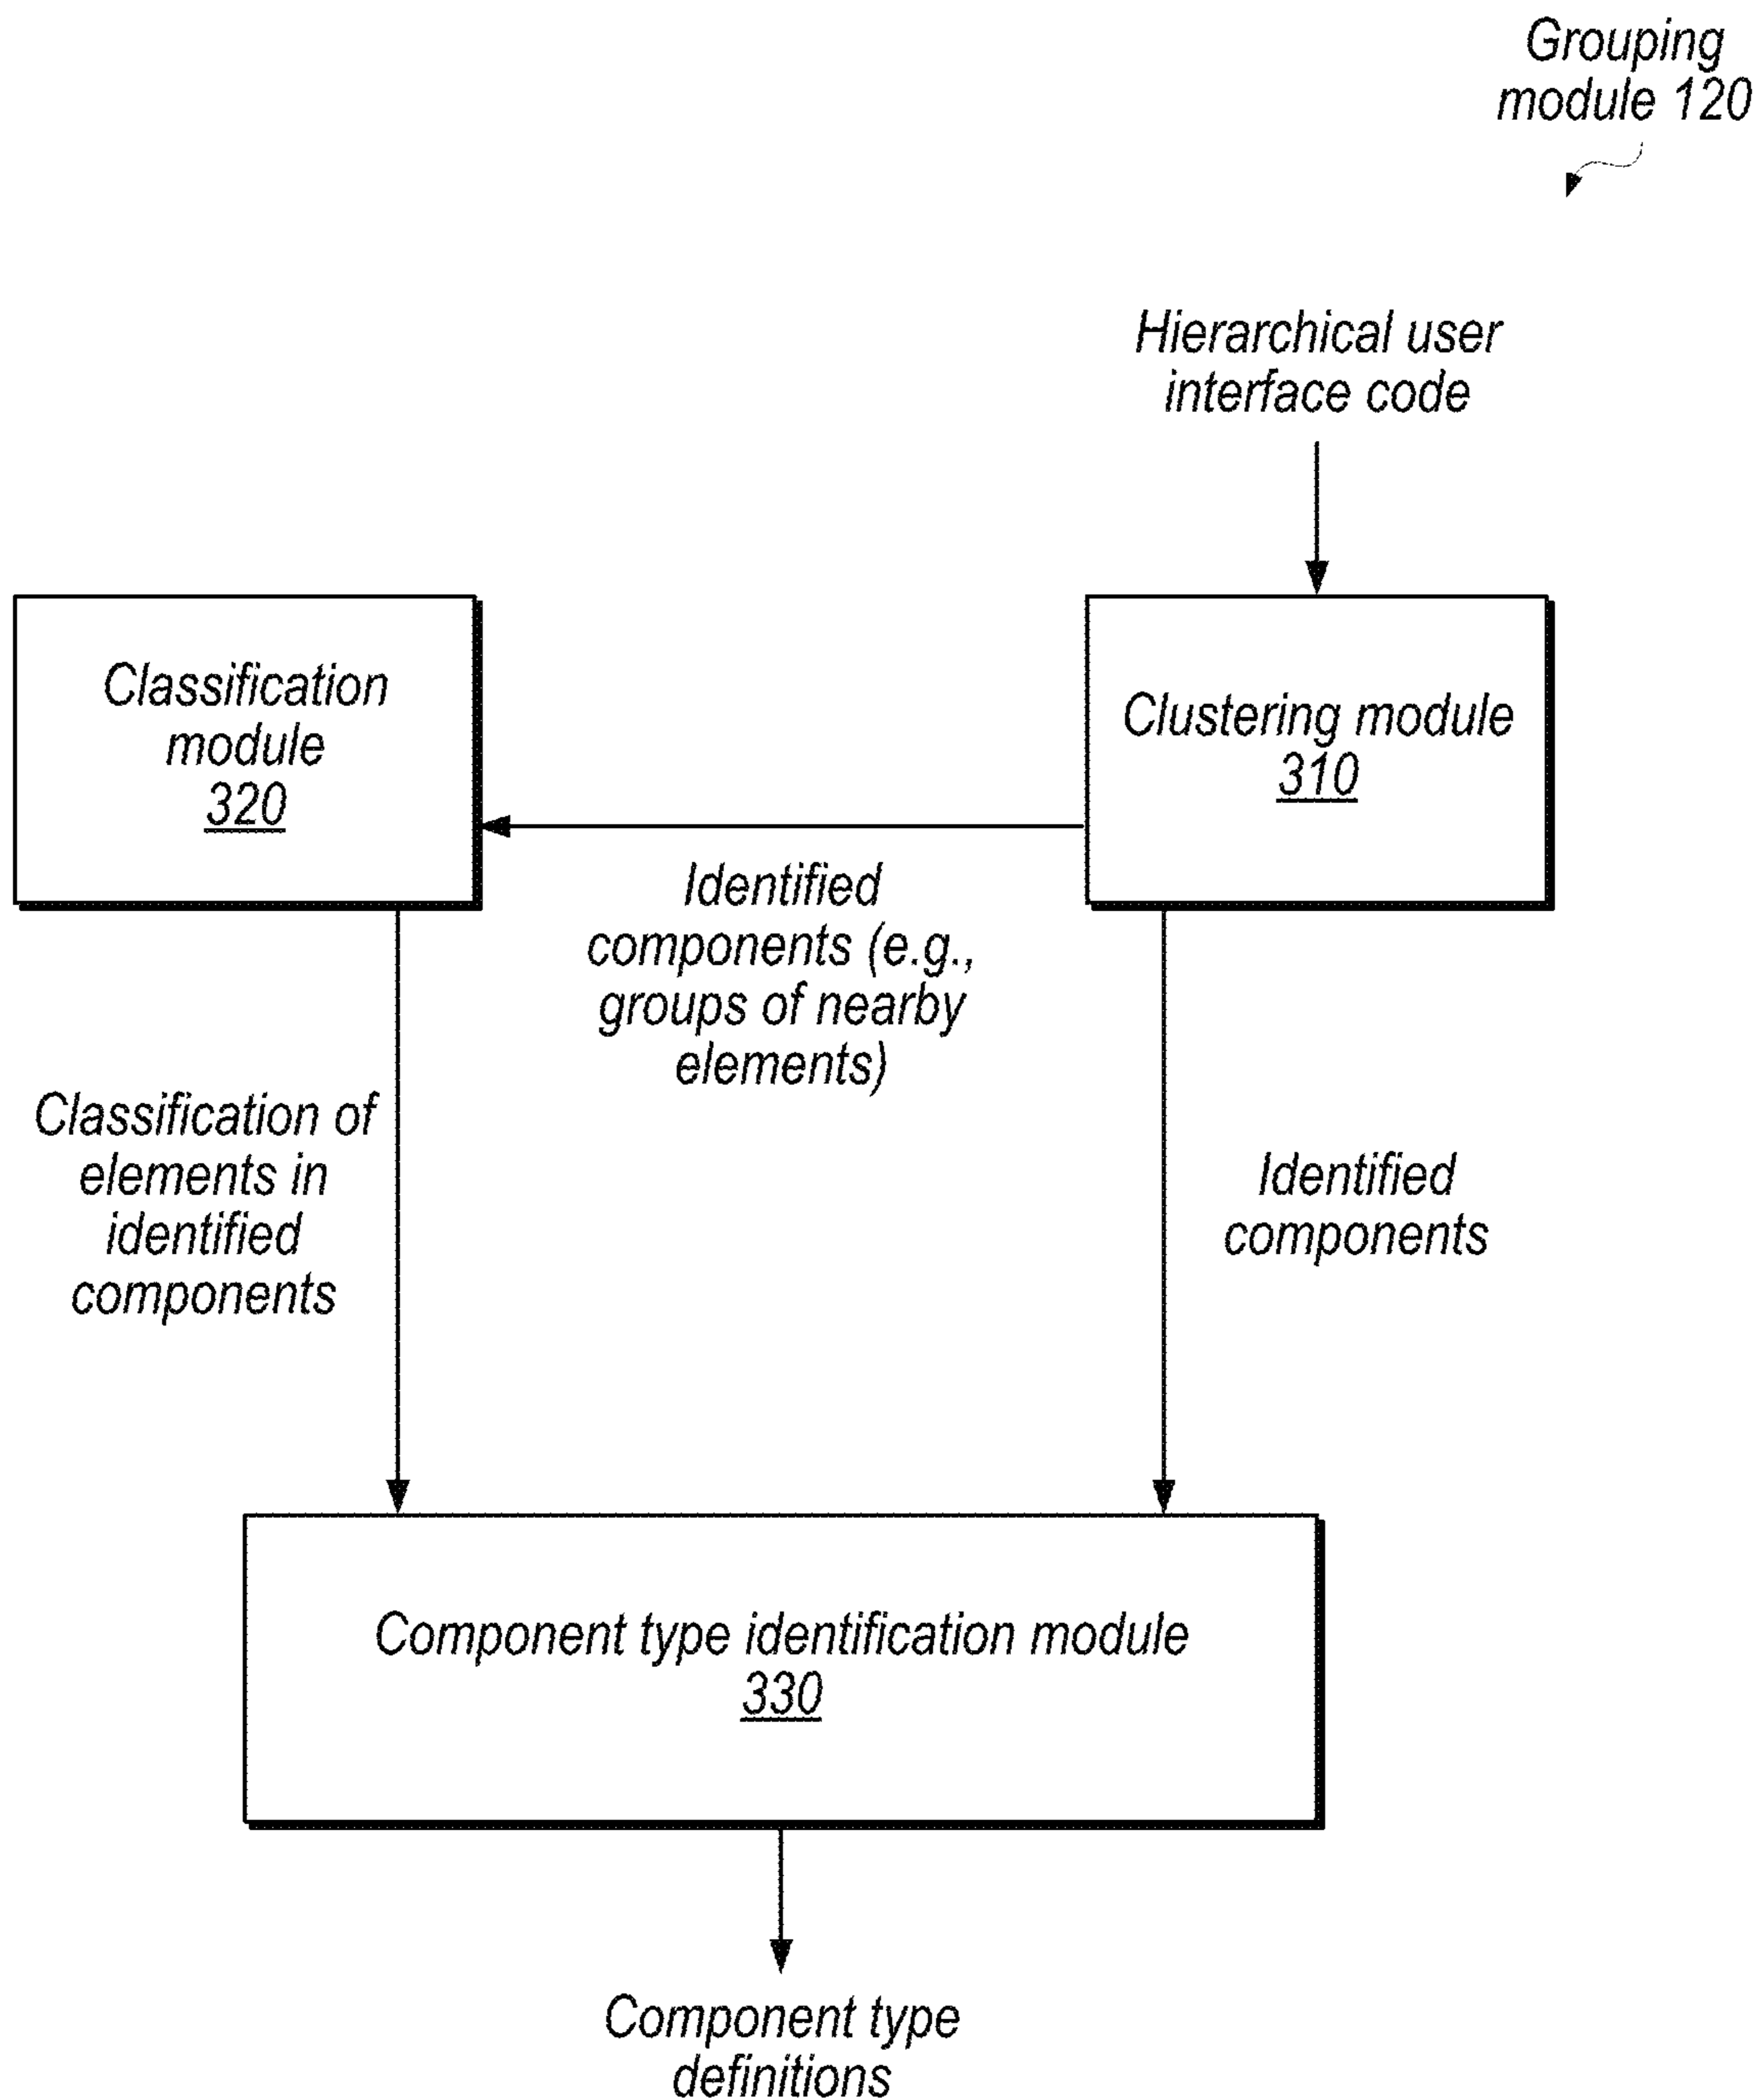 Grouping
module 120
Hierarchical user
interface code
Classification
module
320
Clustering module
310
Identified
components (e.g.,
groups of nearby
elements)
Classification of
elements in
identified
components
Identified
components
Component type identification module
330
Component type
definitions